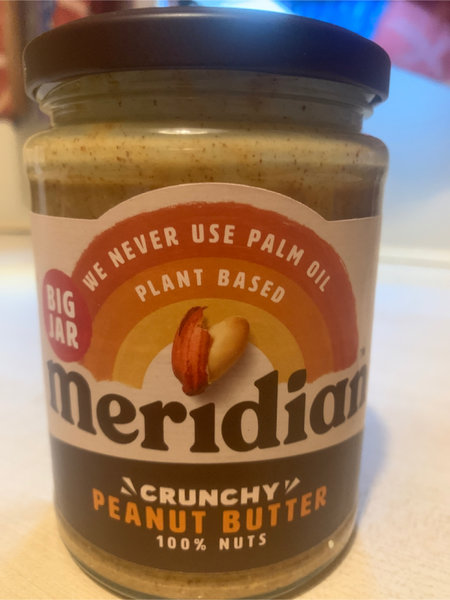 WE NEVER USE PALM OIL
PLANT BASED
BIG
JAR
meridian
CRUNCHY
PEANUT BUTTER
100% NUTS